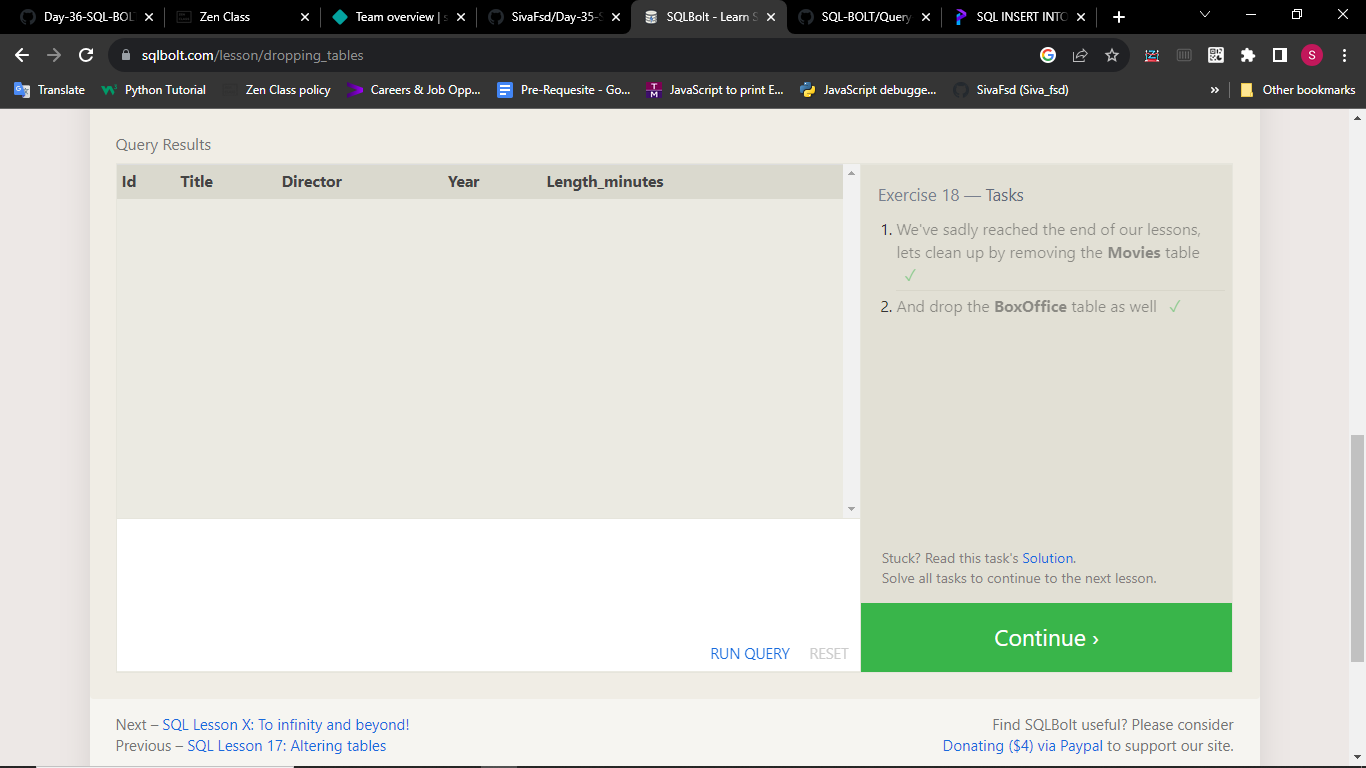 Day-36-SQL-BOL
Zen Class
Team overview | s
SivaFsd/Day-35-S
SQLBolt - Learn S
SQL-BOLT/Query
SQL INSERT INTO
sqlbolt.com/lesson/dropping_tables
S
Translate
Python Tutorial
Zen Class policy
Careers & Job Opp...
Pre-Requesite - Go...
TM
JavaScript to print E...
JavaScript debugge...
SivaFsd (Siva_fsd)
»
Other bookmarks
Query Results
Id Title Director Year Length_minutes
Exercise 18 — Tasks
1. We've sadly reached the end of our lessons,
lets clean up by removing the Movies table
✓
2. And drop the BoxOffice table as well ✓
Stuck? Read this task's Solution.
Solve all tasks to continue to the next lesson.
RUN QUERY RESET
Continue ›
Next – SQL Lesson X: To infinity and beyond!
Previous – SQL Lesson 17: Altering tables
Find SQLBolt useful? Please consider
Donating ($4) via Paypal to support our site.